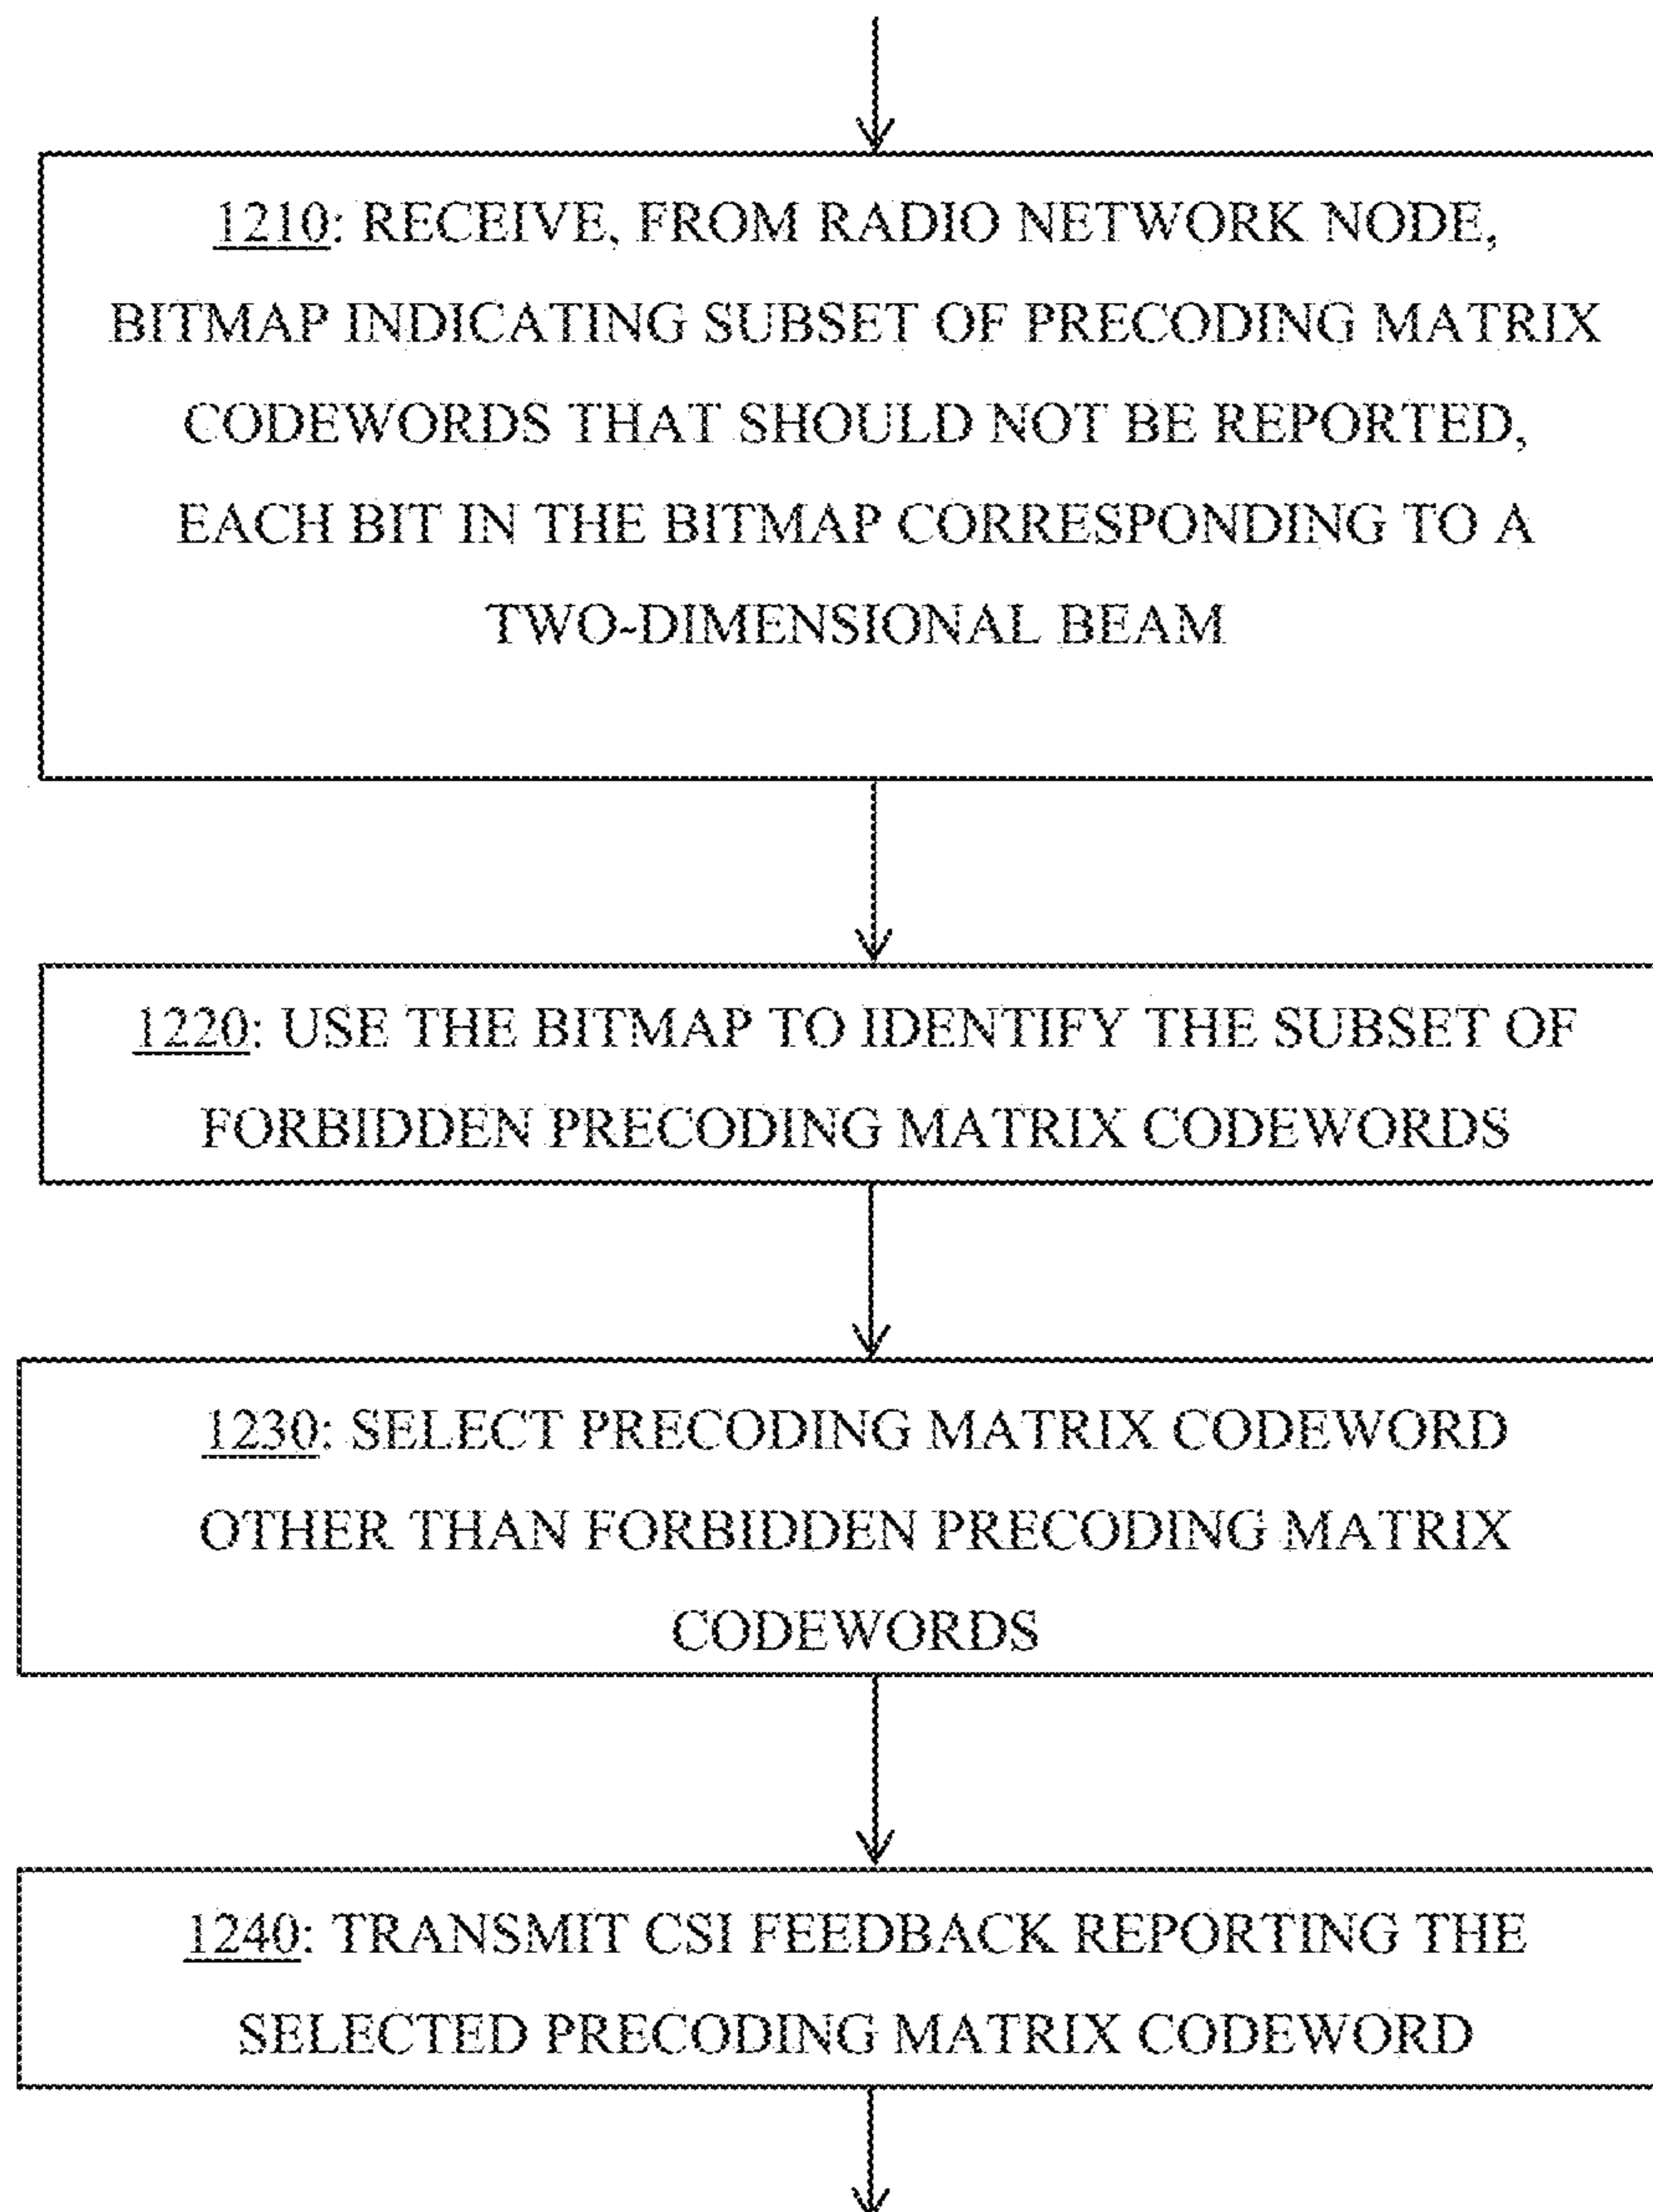 1210: RECEIVE, FROM RADIO NETWORK NODE,
BITMAP INDICATING SUBSET OF PRECODING MATRIX
CODEWORDS THAT SHOULD NOT BE REPORTED,
EACH BIT IN THE BITMAP CORRESPONDING TO A
TWO-DIMENSIONAL BEAM
1220: USE THE BITMAP TO IDENTIFY THE SUBSET OF
FORBIDDEN PRECODING MATRIX CODEWORDS
1230: SELECT PRECODING MATRIX CODEWORD
OTHER THAN FORBIDDEN PRECODING MATRIX
CODEWORDS
1240: TRANSMIT CSI FEEDBACK REPORTING THE
SELECTED PRECODING MATRIX CODEWORD